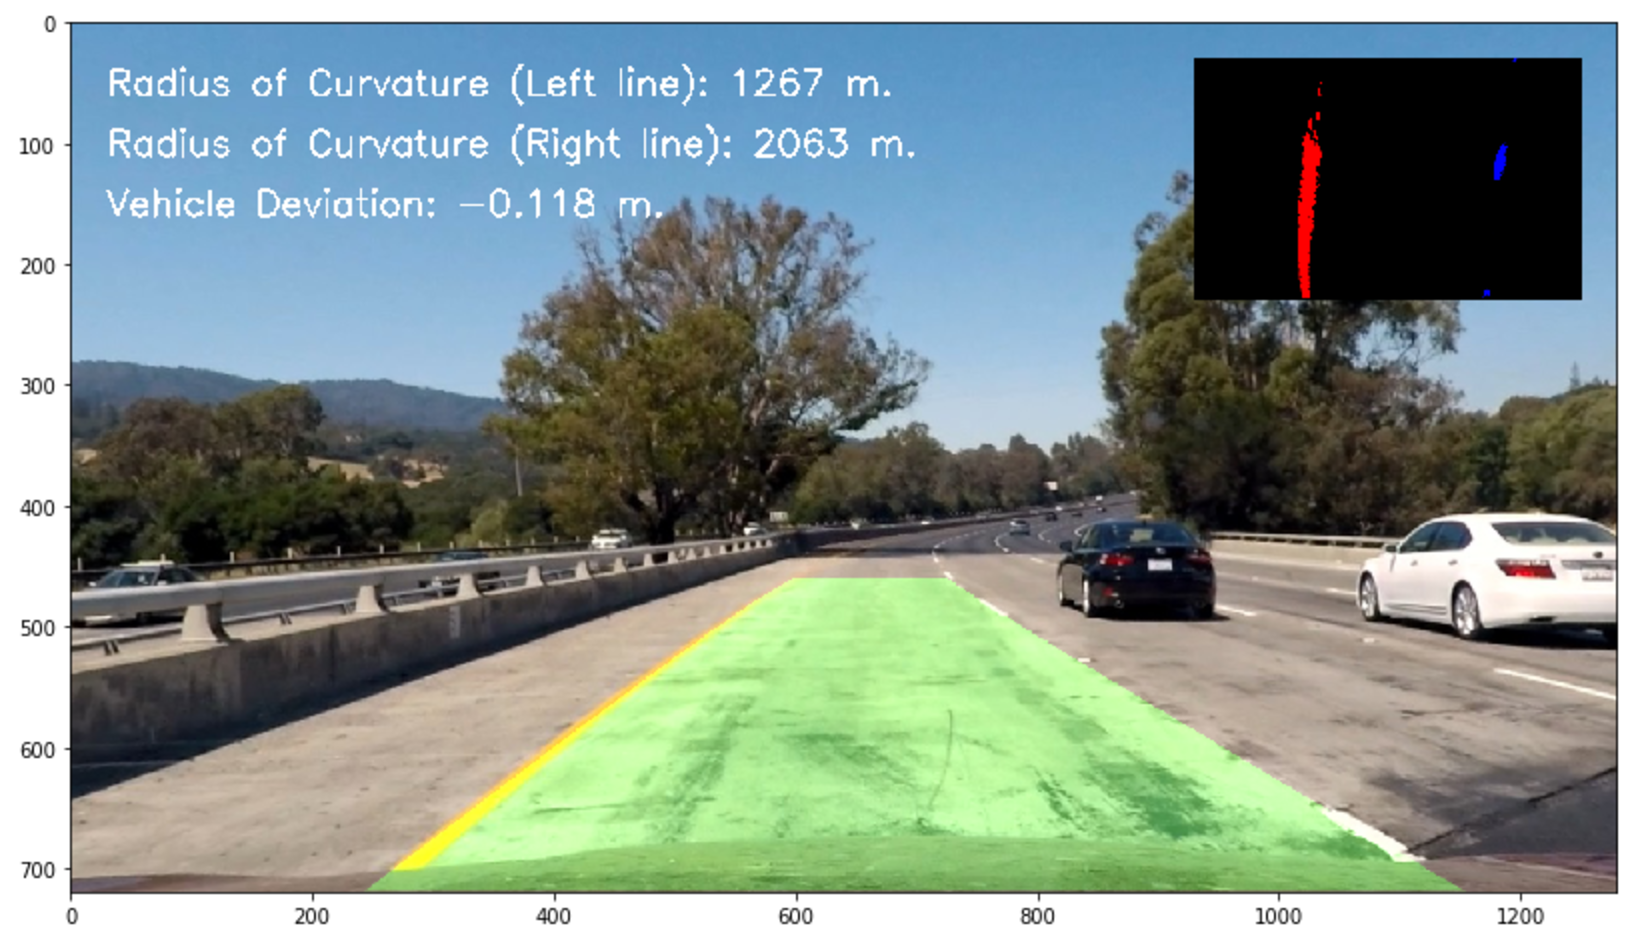 Radius of Curvature (Left line): 1267 m.
Radius of Curvature (Right line): 2063 m.
Vehicle Deviation: -0.118 m.
0
100
200
300
400
500
600
700
0 200 400 600 800 1000 1200